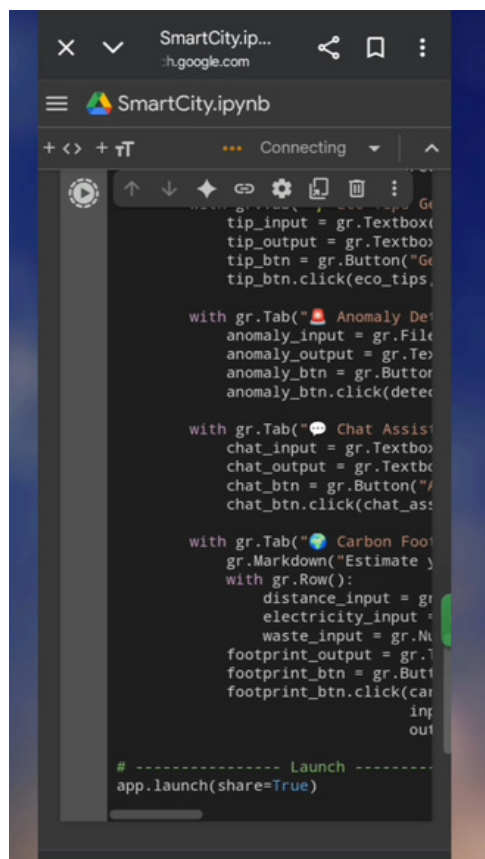 SmartCity.ip...
:h.google.com
SmartCity.ipynb
+ <> + TT ••• Connecting
tip_input = gr.Textbox(
tip_output = gr.Textbox
tip_btn = gr.Button("Ge
tip_btn.click(eco_tips,
with gr.Tab("🚨 Anomaly Det
anomaly_input = gr.File
anomaly_output = gr.Tex
anomaly_btn = gr.Button
anomaly_btn.click(detec
with gr.Tab("💬 Chat Assist
chat_input = gr.Textbox
chat_output = gr.Textbo
chat_btn = gr.Button("A
chat_btn.click(chat_ass
with gr.Tab("🌍 Carbon Foot
gr.Markdown("Estimate y
with gr.Row():
distance_input = gr
electricity_input =
waste_input = gr.Nu
footprint_output = gr.T
footprint_btn = gr.Butt
footprint_btn.click(car
inp
out
# ---------------- Launch ---------
app.launch(share=True)